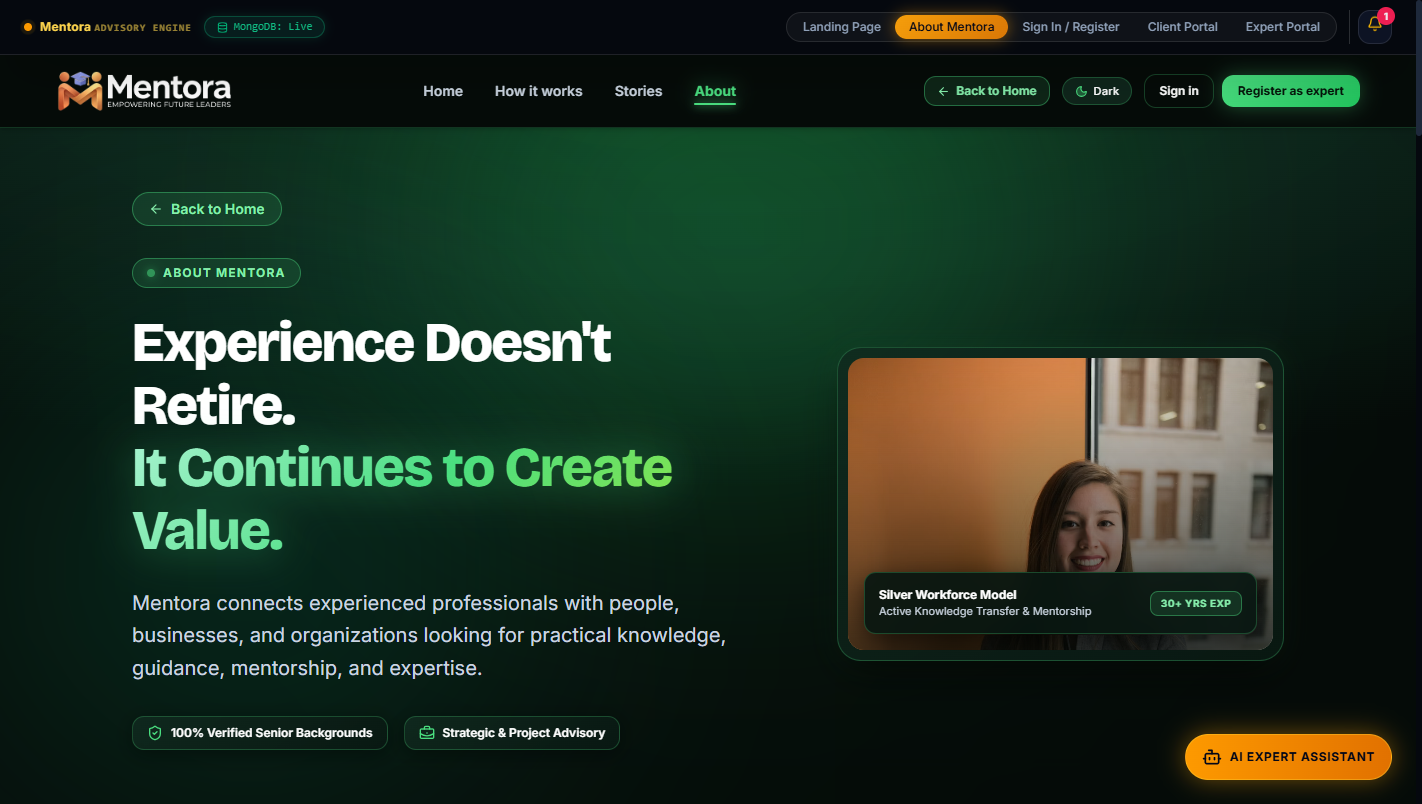 Mentora ADVISORY ENGINE
MongoDB: Live
Landing Page
About Mentora
Sign In / Register
Client Portal
Expert Portal
1
Mentora
EMPOWERING FUTURE LEADERS
Home
How it works
Stories
About
Back to Home
Dark
Sign in
Register as expert
Back to Home
ABOUT MENTORA
Experience Doesn't
Retire.
It Continues to Create
Value.
Mentora connects experienced professionals with people,
businesses, and organizations looking for practical knowledge,
guidance, mentorship, and expertise.
100% Verified Senior Backgrounds
Strategic & Project Advisory
Silver Workforce Model
Active Knowledge Transfer & Mentorship
30+ YRS EXP
AI EXPERT ASSISTANT